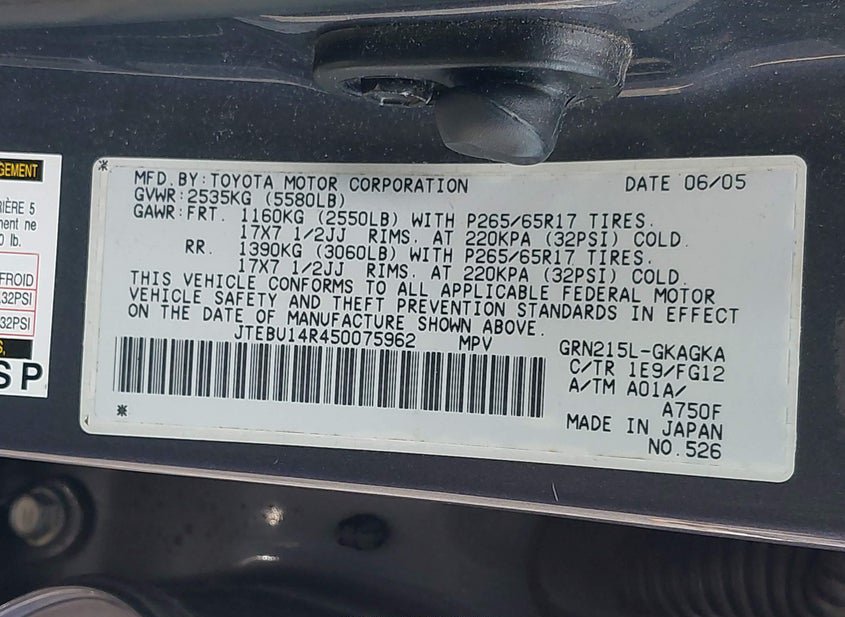 GEMENT
IÈRE 5
ment ne
0 lb.
FROID
32PSI
32PSI
S,
SP
MFD. BY: TOYOTA MOTOR CORPORATION DATE 06/05
GVWR: 2535KG (5580LB)
GAWR: FRT. 1160KG (2550LB) WITH P265/65R17 TIRES.
17X7 1/2JJ RIMS. AT 220KPA (32PSI) COLD.
RR. 1390KG (3060LB) WITH P265/65R17 TIRES.
17X7 1/2JJ RIMS. AT 220KPA (32PSI) COLD.
THIS VEHICLE CONFORMS TO ALL APPLICABLE FEDERAL MOTOR
VEHICLE SAFETY AND THEFT PREVENTION STANDARDS IN EFFECT
ON THE DATE OF MANUFACTURE SHOWN ABOVE.
JTEBU14R450075962 MPV GRN215L-GKAGKA
C/TR 1E9/FG12
A/TM A01A/
A750F
MADE IN JAPAN
NO. 526